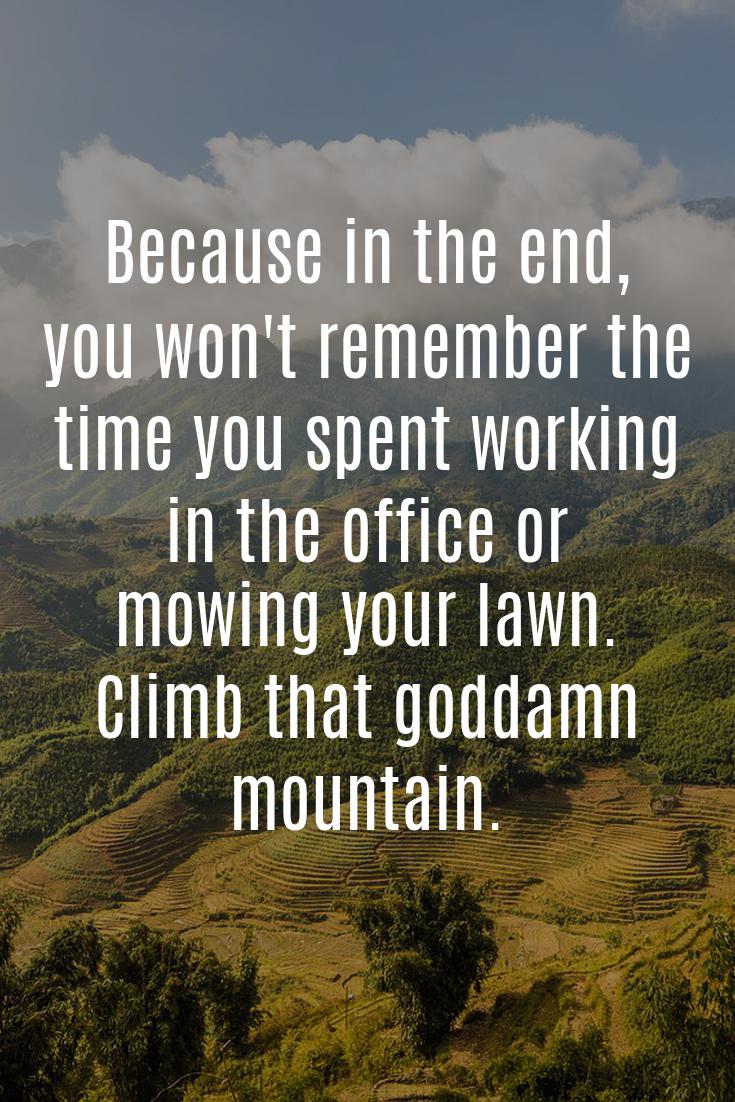 Because in the end,
you won't remember the
time you spent working
in the office or
mowing your lawn.
Climb that goddamn
mountain.